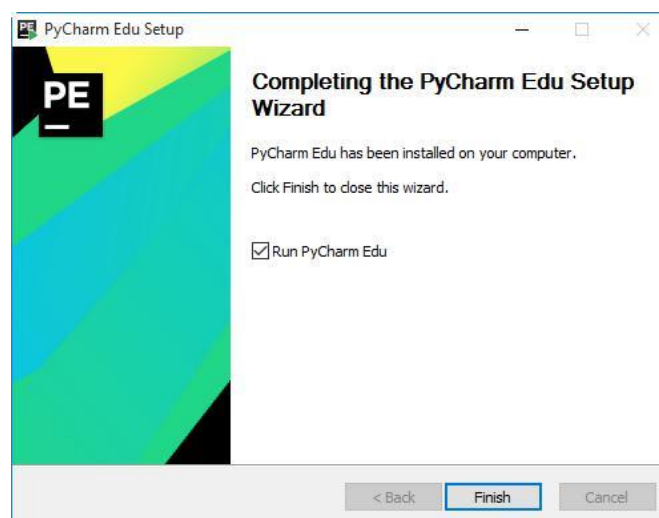 PyCharm Edu Setup
PE
Completing the PyCharm Edu Setup
Wizard
PyCharm Edu has been installed on your computer.
Click Finish to close this wizard.
Run PyCharm Edu
< Back
Finish
Cancel